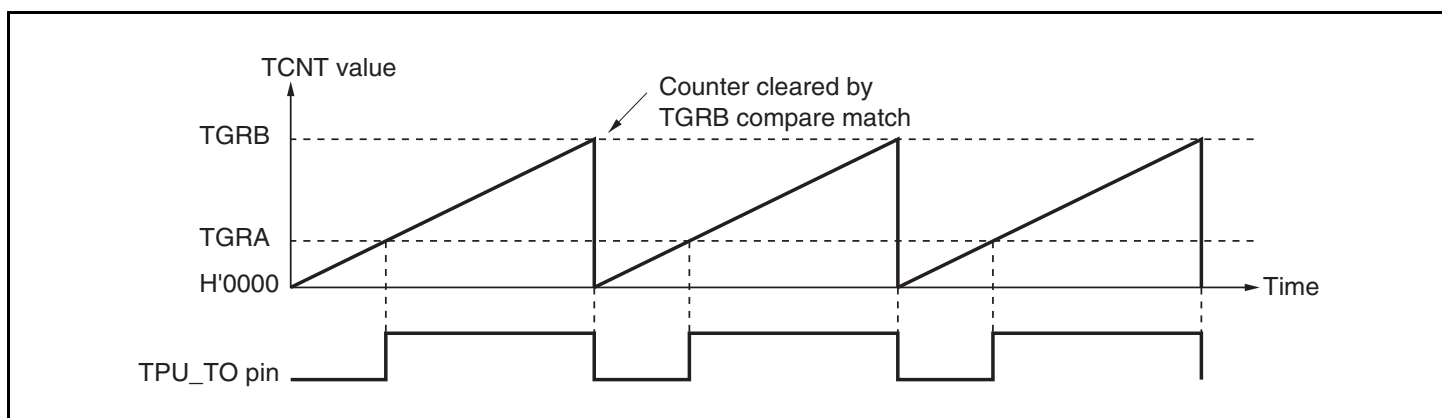 TCNT value
Counter cleared by
TGRB compare match
TGRB
TGRA
H'0000
Time
TPU_TO pin